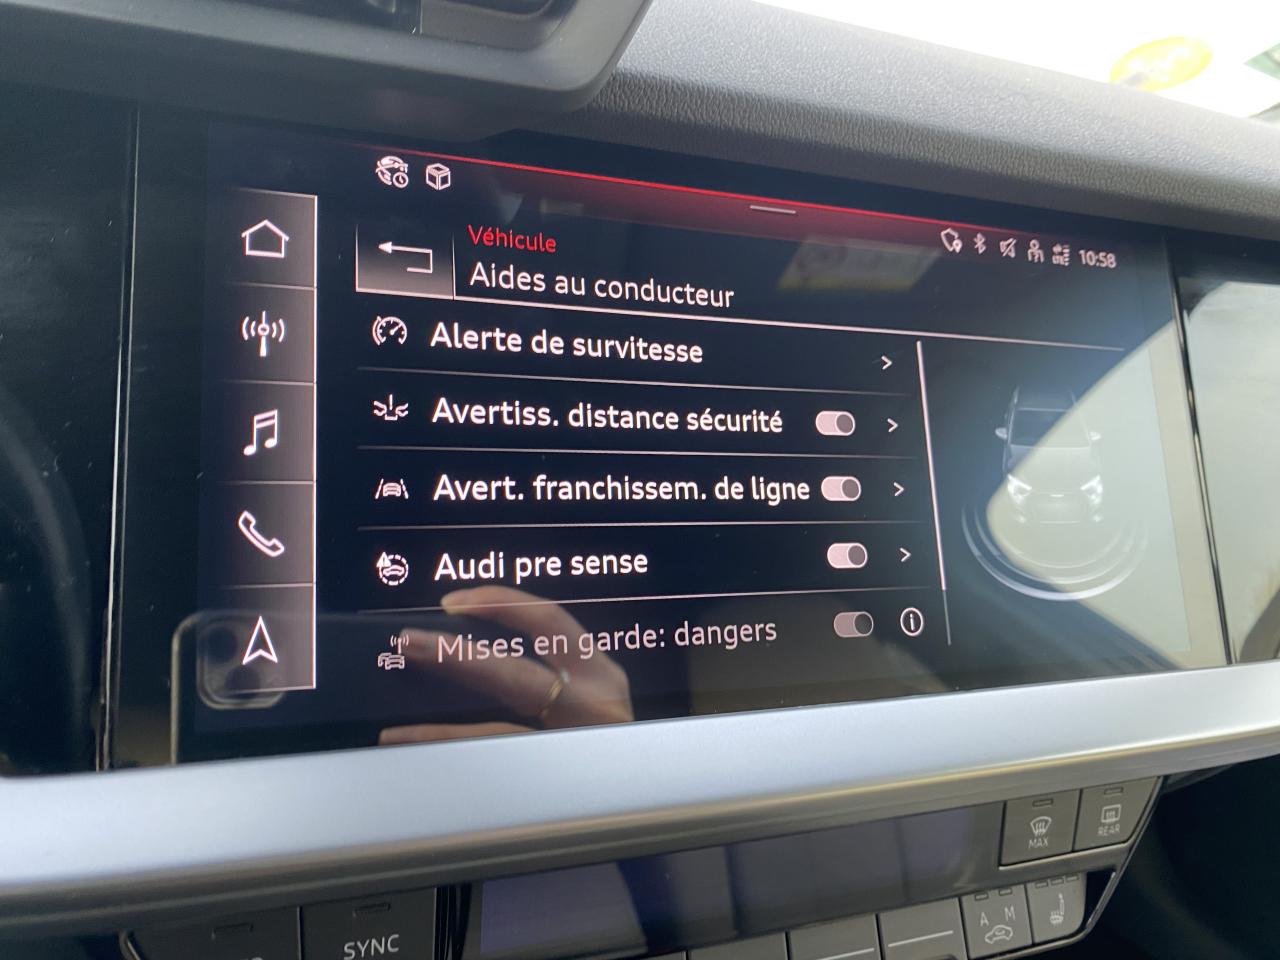 10:58
Véhicule
Aides au conducteur
Alerte de survitesse
Avertiss. distance sécurité
Avert. franchissem. de ligne
Audi pre sense
Mises en garde: dangers
MAX
REAR
A M
SYNC